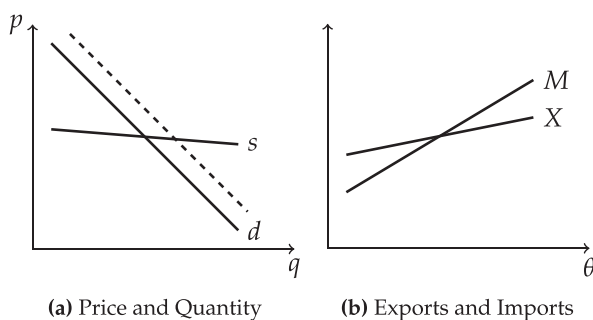 p
s
d
q
(a) Price and Quantity
M
X
θ
(b) Exports and Imports